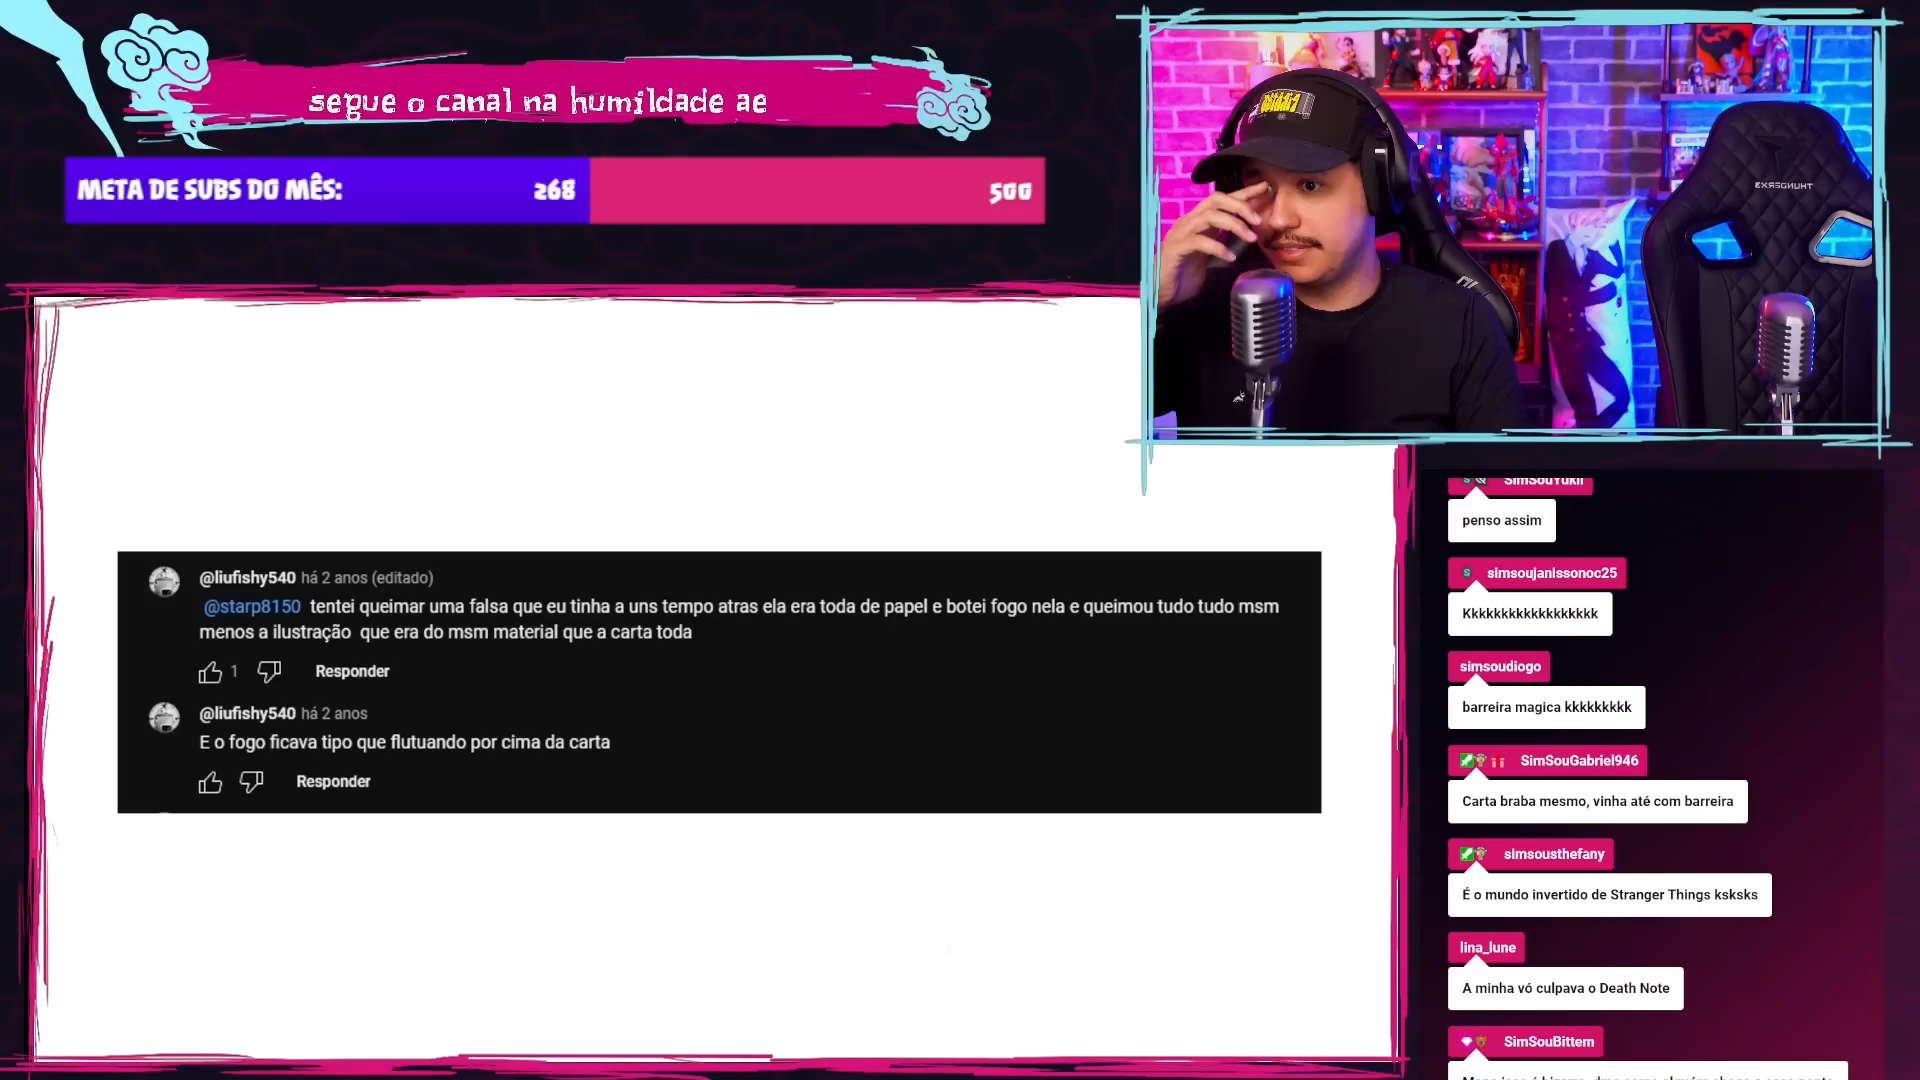 segue o canal na humildade ae
META DE SUBS DO MÊS: 268 500
@liufishy540 há 2 anos (editado)
@starp8150 tentei queimar uma falsa que eu tinha a uns tempo atras ela era toda de papel e botei fogo nela e queimou tudo tudo msm
menos a ilustração que era do msm material que a carta toda
1 Responder
@liufishy540 há 2 anos
E o fogo ficava tipo que flutuando por cima da carta
Responder
SimSouYukii
penso assim
simsoujanissonoc25
Kkkkkkkkkkkkkkkkkk
simsoudiogo
barreira magica kkkkkkkkk
SimSouGabriel946
Carta braba mesmo, vinha até com barreira
simsousthefany
É o mundo invertido de Stranger Things ksksks
lina_lune
A minha vó culpava o Death Note
SimSouBittem